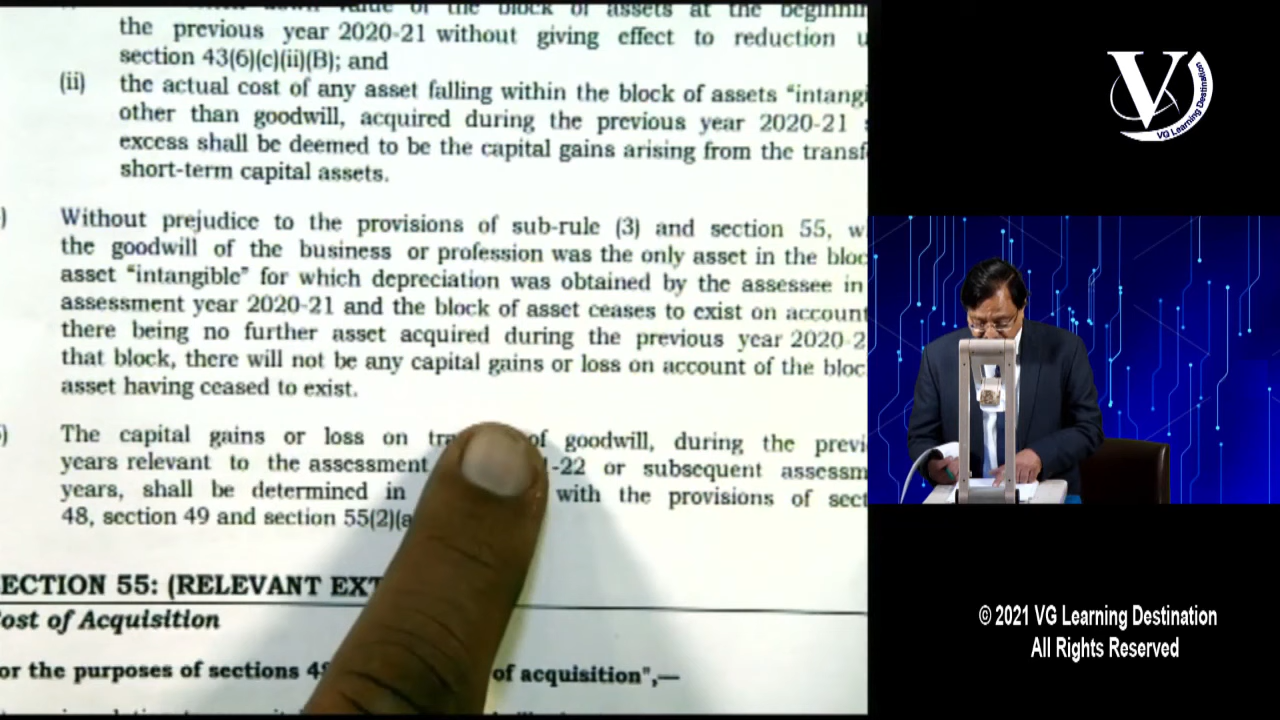 value of the block of assets at the
the previous year 2020-21 without giving effect to reduction
section 43(6)(c)(ii)(B); and
(ii) the actual cost of any asset falling within the block of assets “intangi
other than goodwill, acquired during the previous year 2020-21
excess shall be deemed to be the capital gains arising from the transf
short-term capital assets.
) Without prejudice to the provisions of sub-rule (3) and section 55, w
the goodwill of the business or profession was the only asset in the bloc
asset “intangible” for which depreciation was obtained by the assessee in
assessment year 2020-21 and the block of asset ceases to exist on account
there being no further asset acquired during the previous year 2020-2
that block, there will not be any capital gains or loss on account of the bloc
asset having ceased to exist.
) The capital gains or loss on of goodwill, during the previ
years relevant to the assessment -22 or subsequent assessm
years, shall be determined in with the provisions of sect
48, section 49 and section 55(2)(a
ECTION 55: (RELEVANT EXT
ost of Acquisition
or the purposes of sections 48 of acquisition",—
V
VG Learning Destination
© 2021 VG Learning Destination
All Rights Reserved